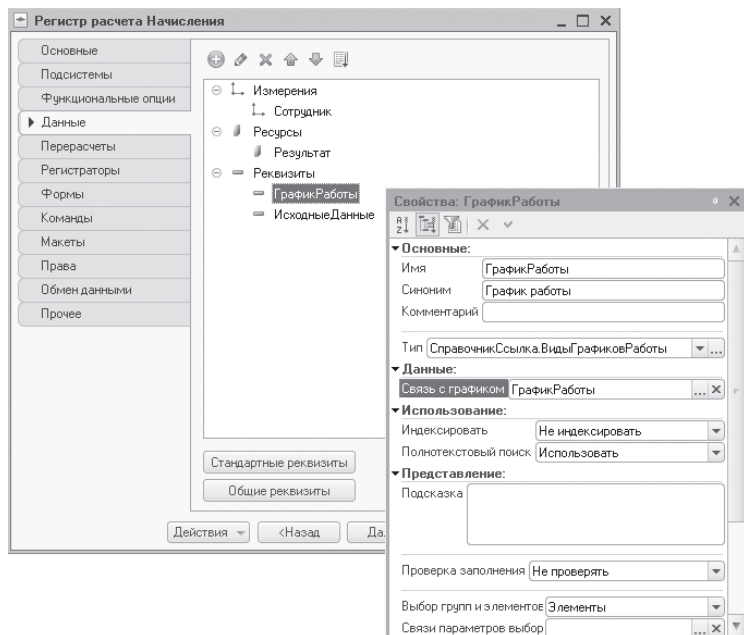 Регистр расчета Начисления
Основные
Подсистемы
Функциональные опции
Данные
Перерасчеты
Регистраторы
Формы
Команды
Макеты
Права
Обмен данными
Прочее
Измерения
Сотрудник
Ресурсы
Результат
Реквизиты
ГрафикРаботы
ИсходныеДанные
Стандартные реквизиты
Общие реквизиты
Действия
<Назад
Да
Свойства: ГрафикРаботы
Основные:
Имя ГрафикРаботы
Синоним График работы
Комментарий
Тип СправочникСсылка.ВидыГрафиковРаботы
Данные:
Связь с графиком ГрафикРаботы
Использование:
Индексировать Не индексировать
Полнотекстовый поиск Использовать
Представление:
Подсказка
Проверка заполнения Не проверять
Выбор групп и элементов Элементы
Связи параметров выбор